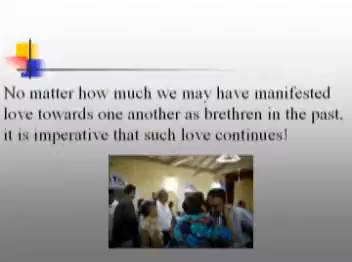 No matter how much we may have manifested
love towards one another as brethren in the past,
it is imperative that such love continues!